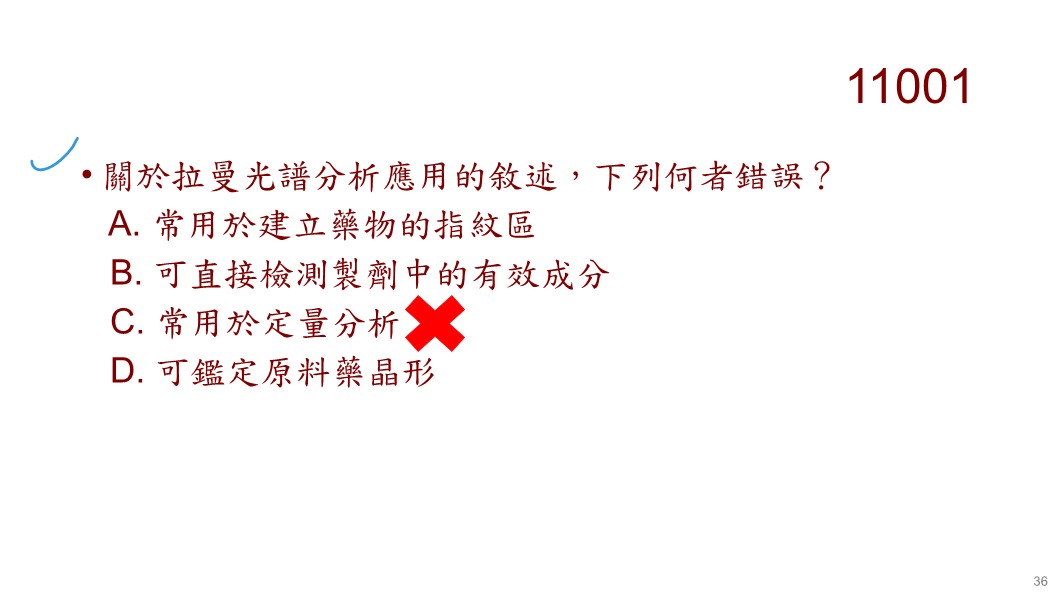 11001
• 關於拉曼光譜分析應用的敘述，下列何者錯誤？
A. 常用於建立藥物的指紋區
B. 可直接檢測製劑中的有效成分
C. 常用於定量分析
D. 可鑑定原料藥晶形
36